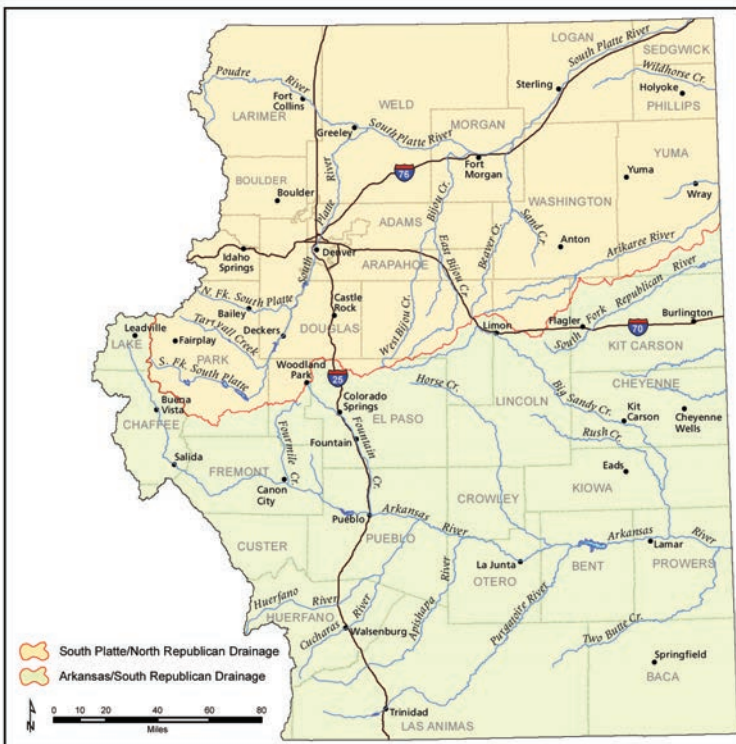 LOGAN
South Platte River
SEDGWICK
Poudre River
Wildhorse Cr.
Fort Collins
Sterling
Holyoke
WELD
PHILLIPS
LARIMER
Greeley
South Platte River
MORGAN
YUMA
76
Fort Morgan
Yuma
BOULDER
Boulder
South Platte River
Bijou Cr.
WASHINGTON
Wray
ADAMS
East Bijou Cr.
Beaver Cr.
Sand Cr.
Anton
Arikaree River
Idaho Springs
Denver
ARAPAHOE
N. Fk. South Platte
Castle Rock
South Fork Republican River
Bailey
West Bijou Cr.
Leadville
Tarryall Creek
Deckers
DOUGLAS
Limon
Flagler
70
Burlington
Fairplay
LAKE
PARK
KIT CARSON
S. Fk. South Platte
Woodland Park
25
Horse Cr.
CHEYENNE
Buena Vista
Colorado Springs
LINCOLN
Big Sandy Cr.
Kit Carson
Cheyenne Wells
CHAFFEE
EL PASO
Fountain
Fountain Cr.
Rush Cr.
Salida
Fourmile Cr.
FREMONT
Eads
Canon City
CROWLEY
KIOWA
Pueblo
Arkansas River
PUEBLO
Arkansas River
Lamar
CUSTER
La Junta
BENT
PROWERS
OTERO
Huerfano River
Apishapa River
Purgatoire River
HUERFANO
Cucharas River
Walsenburg
Two Butte Cr.
South Platte/North Republican Drainage
Springfield
Arkansas/South Republican Drainage
BACA
N
0 10 20 40 60 80
Miles
Trinidad
LAS ANIMAS